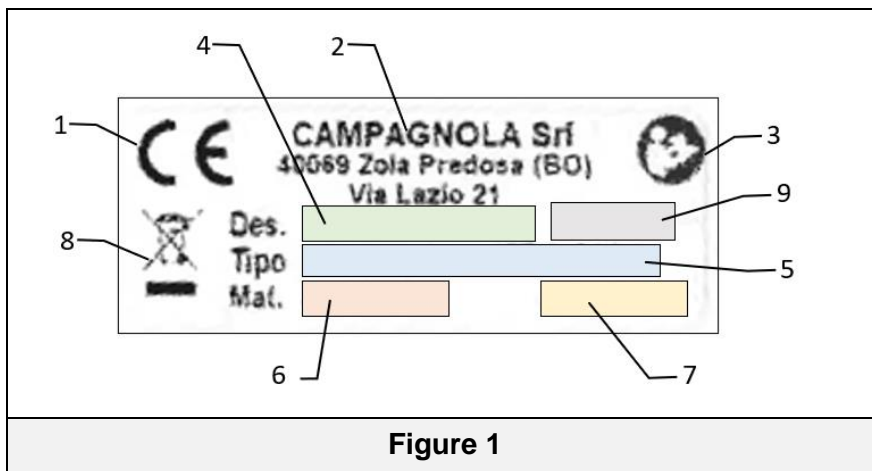 4
2
1
CE
CAMPAGNOLA Srl
3
40069 Zola Predosa (BO)
Via Lazio 21
9
8
Des.
Tipo
5
Mat.
6
7
Figure 1